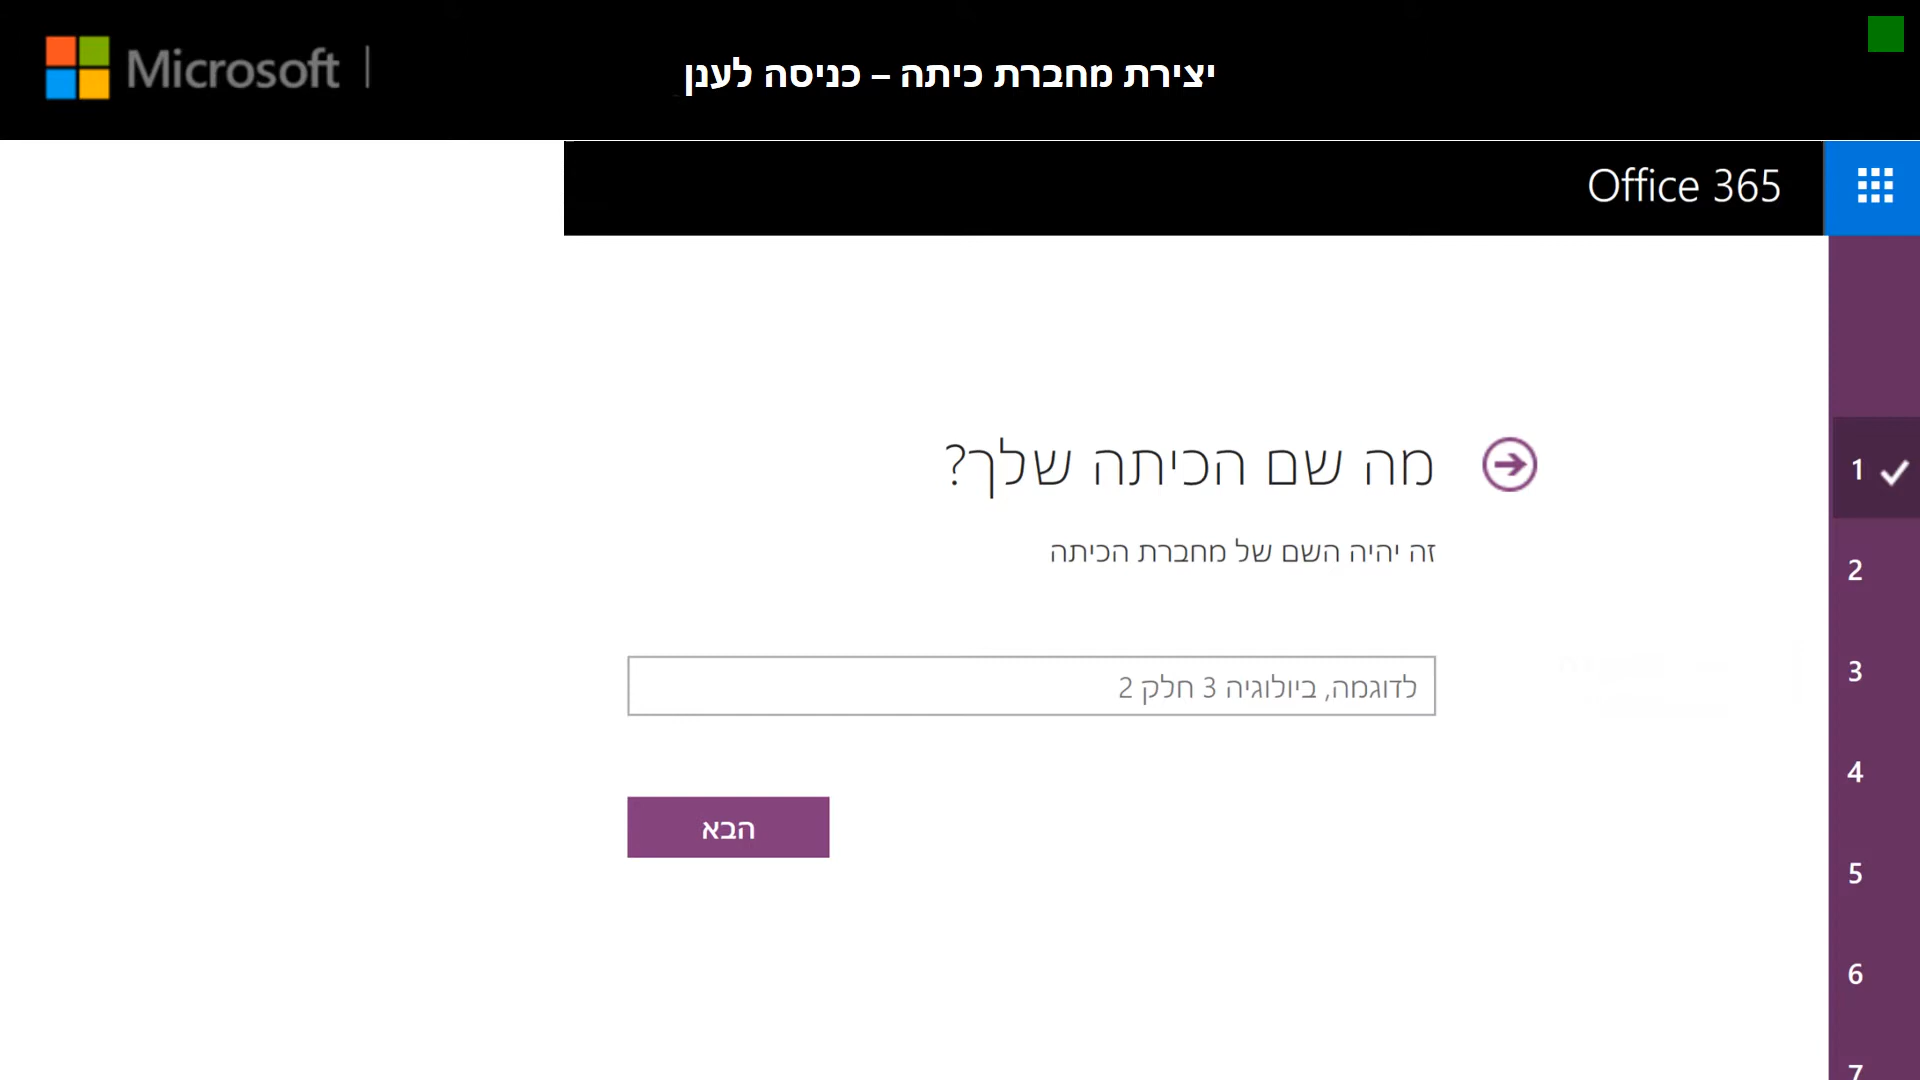 Microsoft
יצירת מחברת כיתה – כניסה לענן
Office 365
מה שם הכיתה שלך?
זה יהיה השם של מחברת הכיתה
לדוגמה, ביולוגיה 3 חלק 2
הבא
1
2
3
4
5
6
7